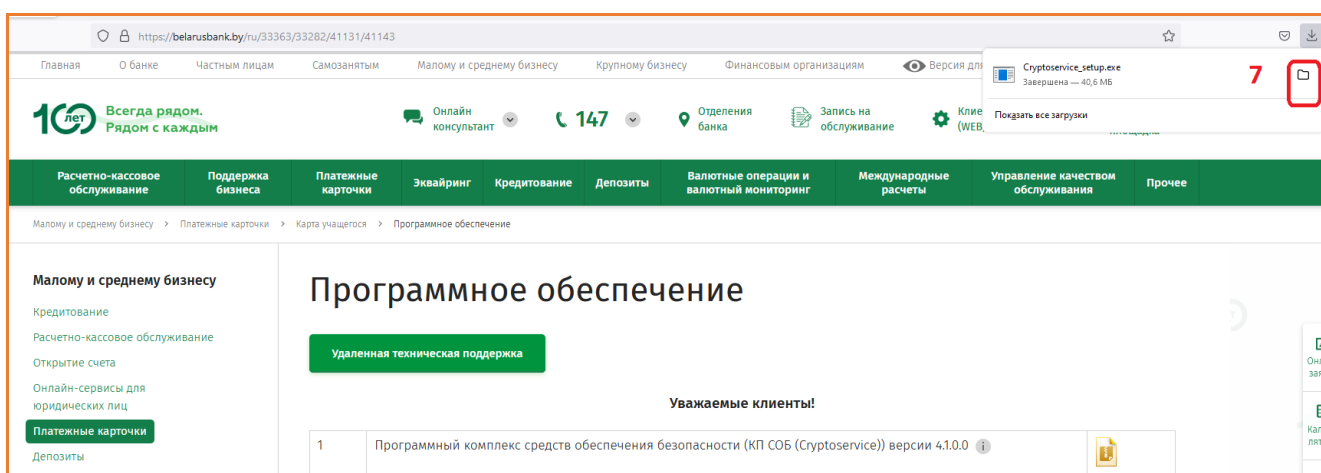 https://belarusbank.by/ru/33363/33282/41131/41143
Главная О банке Частным лицам Самозанятым Малому и среднему бизнесу Крупному бизнесу Финансовым организациям Версия для
Cryptoservice_setup.exe
Завершена — 40,6 МБ
7
Показать все загрузки
100 лет
Всегда рядом.
Рядом с каждым
Онлайн
консультант
147
Отделения
банка
Запись на
обслуживание
Клие
(WEB,
Расчетно-кассовое
обслуживание
Поддержка
бизнеса
Платежные
карточки
Эквайринг
Кредитование
Депозиты
Валютные операции и
валютный мониторинг
Международные
расчеты
Управление качеством
обслуживания
Прочее
Малому и среднему бизнесу > Платежные карточки > Карта учащегося > Программное обеспечение
Малому и среднему бизнесу
Кредитование
Расчетно-кассовое обслуживание
Открытие счета
Онлайн-сервисы для
юридических лиц
Платежные карточки
Депозиты
Программное обеспечение
Удаленная техническая поддержка
Уважаемые клиенты!
1 Программный комплекс средств обеспечения безопасности (КП СОБ (Cryptoservice)) версии 4.1.0.0